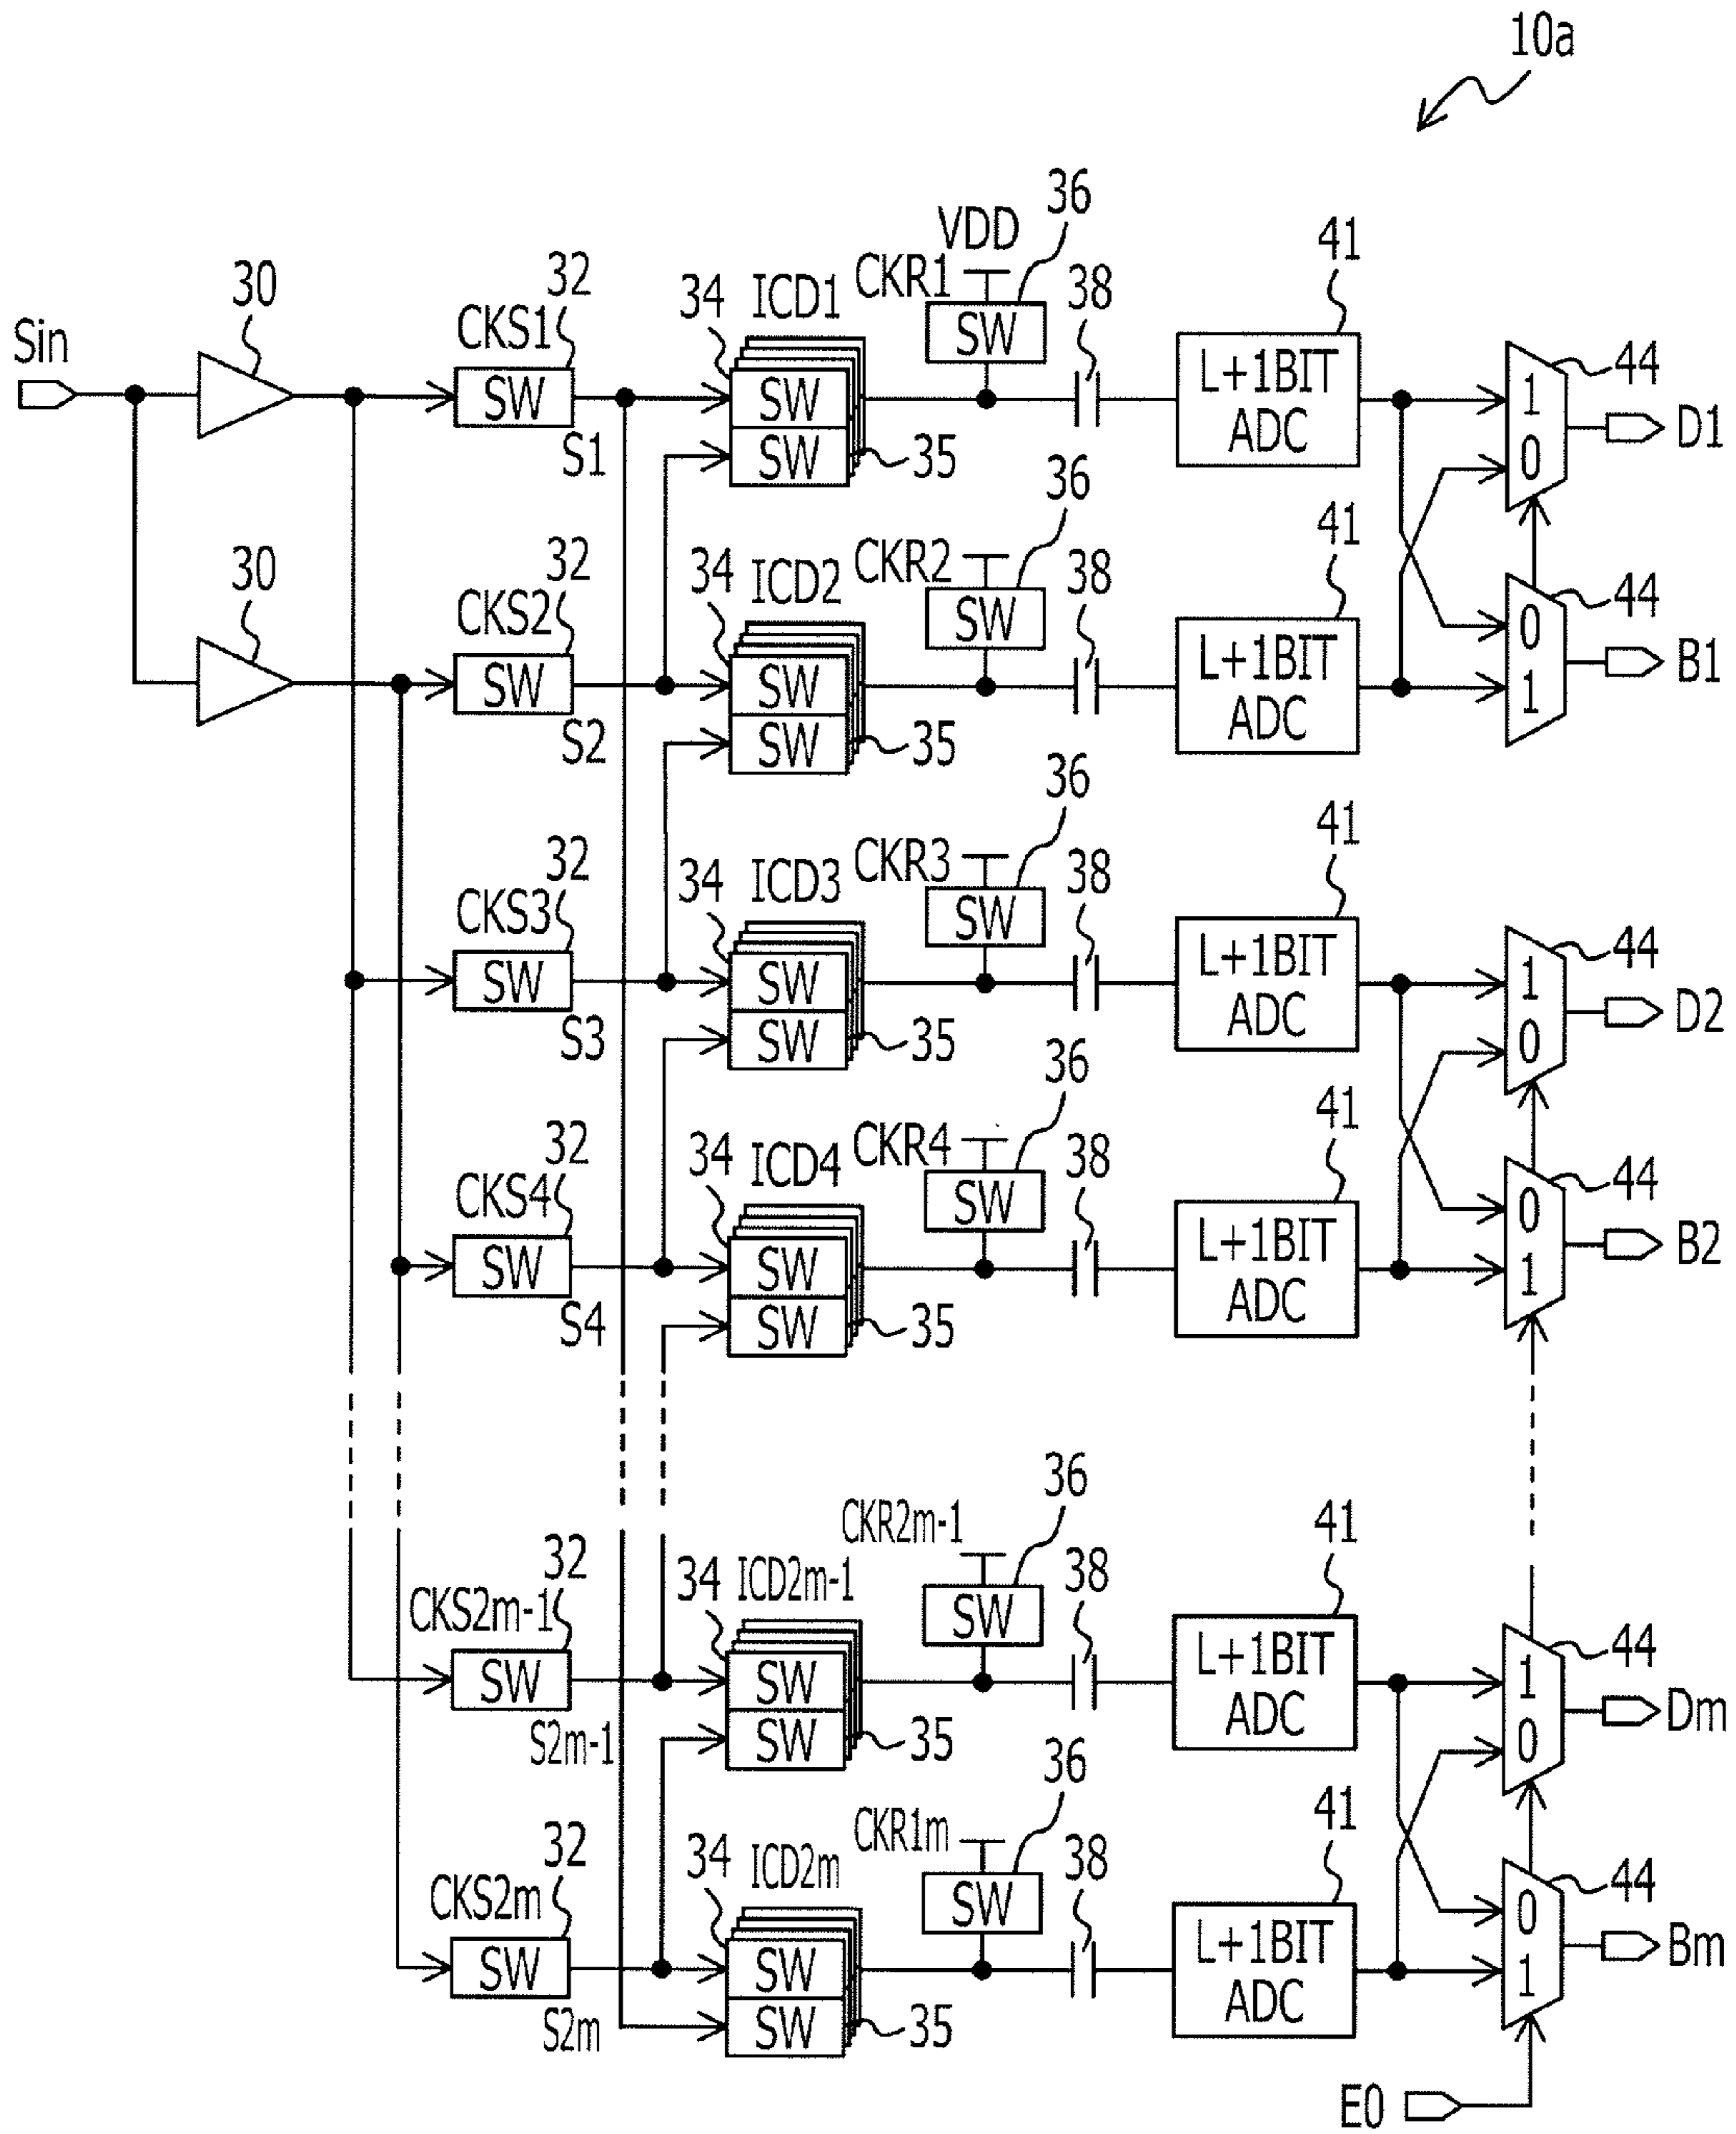 10a
36
VDD
41
30
32
34
ICD1
CKR1
38
44
Sin
CKS1
SW
L+1BIT
ADC
1
0
D1
SW
SW
S1
SW
35
36
41
30
32
34
ICD2
CKR2
38
44
CKS2
SW
L+1BIT
ADC
0
1
B1
SW
SW
S2
SW
35
36
41
32
34
ICD3
CKR3
38
44
CKS3
SW
L+1BIT
ADC
1
0
D2
SW
SW
S3
SW
35
36
41
32
34
ICD4
CKR4
38
44
CKS4
SW
L+1BIT
ADC
0
1
B2
SW
SW
S4
SW
35
36
CKR2m-1
41
32
34
ICD2m-1
38
44
CKS2m-1
SW
L+1BIT
ADC
1
0
Dm
SW
SW
S2m-1
SW
35
36
41
32
34
ICD2m
CKR1m
38
44
CKS2m
SW
L+1BIT
ADC
0
1
Bm
SW
SW
S2m
SW
35
E0